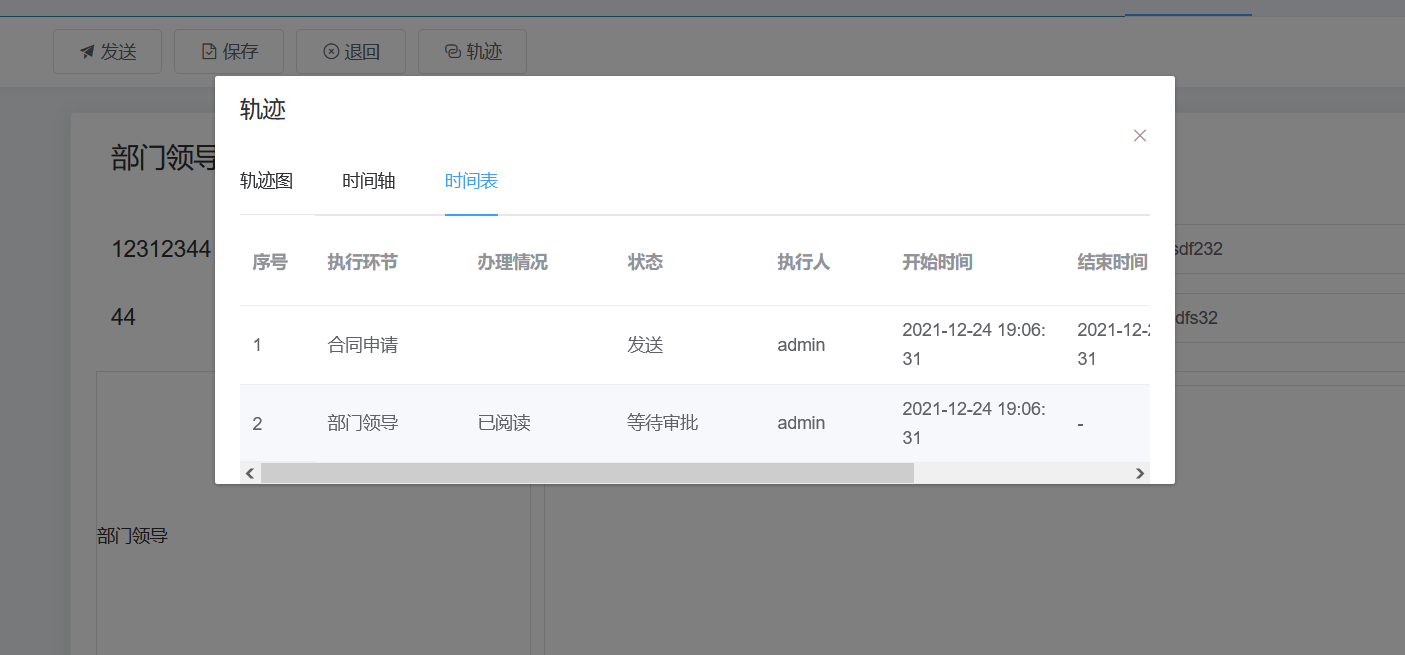 发送 保存 退回 轨迹
轨迹
部门领导
轨迹图 时间轴 时间表
12312344
sdf232
序号 执行环节 办理情况 状态 执行人 开始时间 结束时间
44
dfs32
1 合同申请 发送 admin 2021-12-24 19:06:31 2021-12-
31
2 部门领导 已阅读 等待审批 admin 2021-12-24 19:06:31 -
部门领导